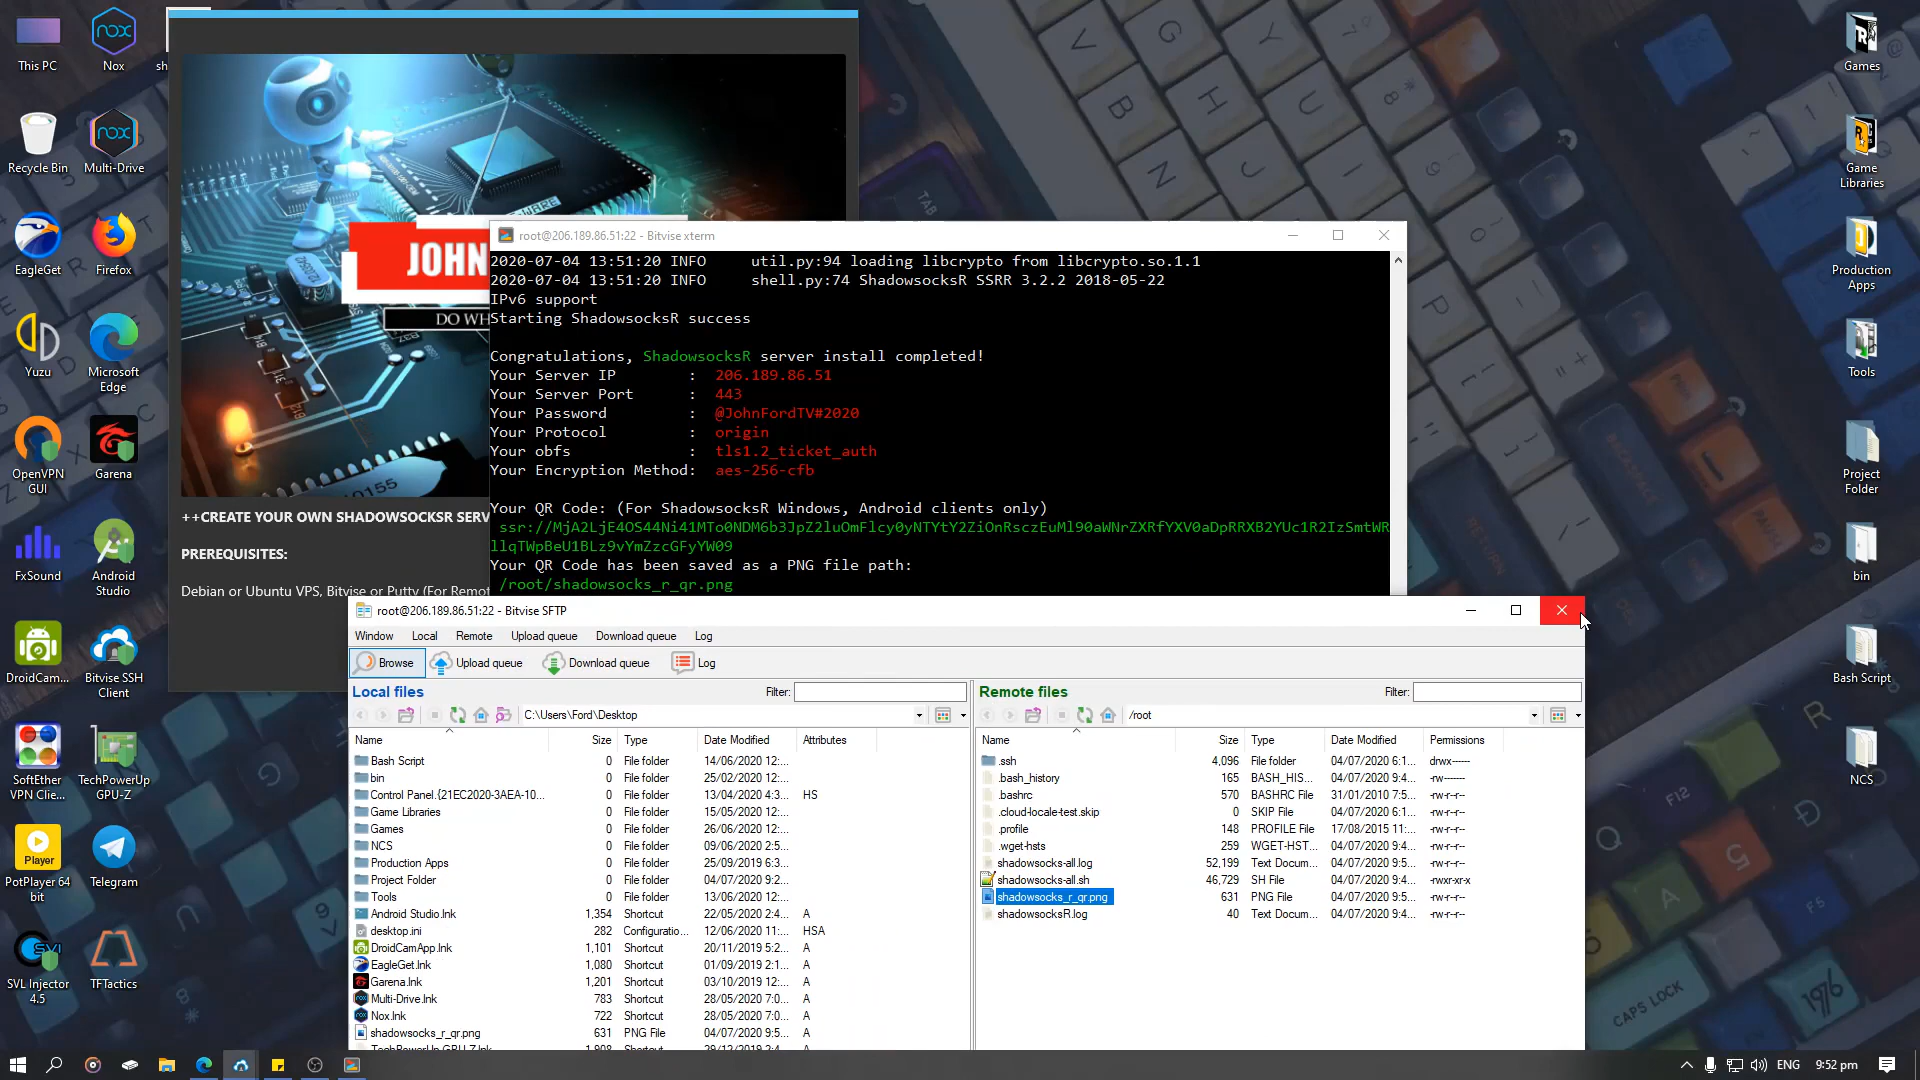 This PC
Nox
sh
Recycle Bin
Multi-Drive
EagleGet
Firefox
Yuzu
Microsoft
Edge
OpenVPN
GUI
Garena
FxSound
Android
Studio
DroidCam...
Bitvise SSH
Client
SoftEther
VPN Clie...
TechPowerUp
GPU-Z
Player
PotPlayer 64
bit
Telegram
SVL Injector
4.5
TFTactics
JOHN
DO WH
++CREATE YOUR OWN SHADOWSOCKSR SERV
PREREQUISITES:
Debian or Ubuntu VPS, Bitvise or Putty (For Remot
root@206.189.86.51:22 - Bitvise xterm
2020-07-04 13:51:20 INFO util.py:94 loading libcrypto from libcrypto.so.1.1
2020-07-04 13:51:20 INFO shell.py:74 ShadowsocksR SSRR 3.2.2 2018-05-22
IPv6 support
Starting ShadowsocksR success
Congratulations, ShadowsocksR server install completed!
Your Server IP : 206.189.86.51
Your Server Port : 443
Your Password : @JohnFordTV#2020
Your Protocol : origin
Your obfs : tls1.2_ticket_auth
Your Encryption Method: aes-256-cfb
Your QR Code: (For ShadowsocksR Windows, Android clients only)
ssr://MjA2LjE4OS44Ni41MTo0NDM6b3JpZ2luOmFlcy0yNTYtY2ZiOnRsczEuMl90aWNrZXRfYXV0aDpRRXB2YUc1R2IzSmtWR
llqTWpBeU1BLz9vYmZzcGFyYW09
Your QR Code has been saved as a PNG file path:
/root/shadowsocks_r_qr.png
root@206.189.86.51:22 - Bitvise SFTP
Window Local Remote Upload queue Download queue Log
Browse Upload queue Download queue Log
Local files Filter:
C:\Users\Ford\Desktop
Name Size Type Date Modified Attributes
Bash Script 0 File folder 14/06/2020 12:...
bin 0 File folder 25/02/2020 12:...
Control Panel.{21EC2020-3AEA-10... 0 File folder 13/04/2020 4:3... HS
Game Libraries 0 File folder 15/05/2020 12:...
Games 0 File folder 26/06/2020 12:...
NCS 0 File folder 09/06/2020 2:5...
Production Apps 0 File folder 25/09/2019 6:3...
Project Folder 0 File folder 04/07/2020 9:2...
Tools 0 File folder 13/06/2020 12:...
Android Studio.lnk 1,354 Shortcut 22/05/2020 2:4... A
desktop.ini 282 Configuratio... 12/06/2020 11:... HSA
DroidCamApp.lnk 1,101 Shortcut 20/11/2019 5:2... A
EagleGet.lnk 1,080 Shortcut 01/09/2019 2:1... A
Garena.lnk 1,201 Shortcut 03/10/2019 12:... A
Multi-Drive.lnk 783 Shortcut 28/05/2020 7:0... A
Nox.lnk 722 Shortcut 28/05/2020 7:0... A
shadowsocks_r_qr.png 631 PNG File 04/07/2020 9:5... A
Remote files Filter:
/root
Name Size Type Date Modified Permissions
.ssh 4,096 File folder 04/07/2020 6:1... drwx------
.bash_history 165 BASH_HIS... 04/07/2020 9:4... -rw-------
.bashrc 570 BASHRC File 31/01/2010 7:5... -rw-r--r--
.cloud-locale-test.skip 0 SKIP File 04/07/2020 6:1... -rw-r--r--
.profile 148 PROFILE File 17/08/2015 11:... -rw-r--r--
.wget-hsts 259 WGET-HST... 04/07/2020 9:4... -rw-r--r--
shadowsocks-all.log 52,199 Text Docum... 04/07/2020 9:5... -rw-r--r--
shadowsocks-all.sh 46,729 SH File 04/07/2020 9:4... -rwxr-xr-x
shadowsocks_r_qr.png 631 PNG File 04/07/2020 9:5... -rw-r--r--
shadowsocksR.log 40 Text Docum... 04/07/2020 9:5... -rw-r--r--
Games
Game
Libraries
Production
Apps
Tools
Project
Folder
bin
Bash Script
NCS
ENG 9:52 pm